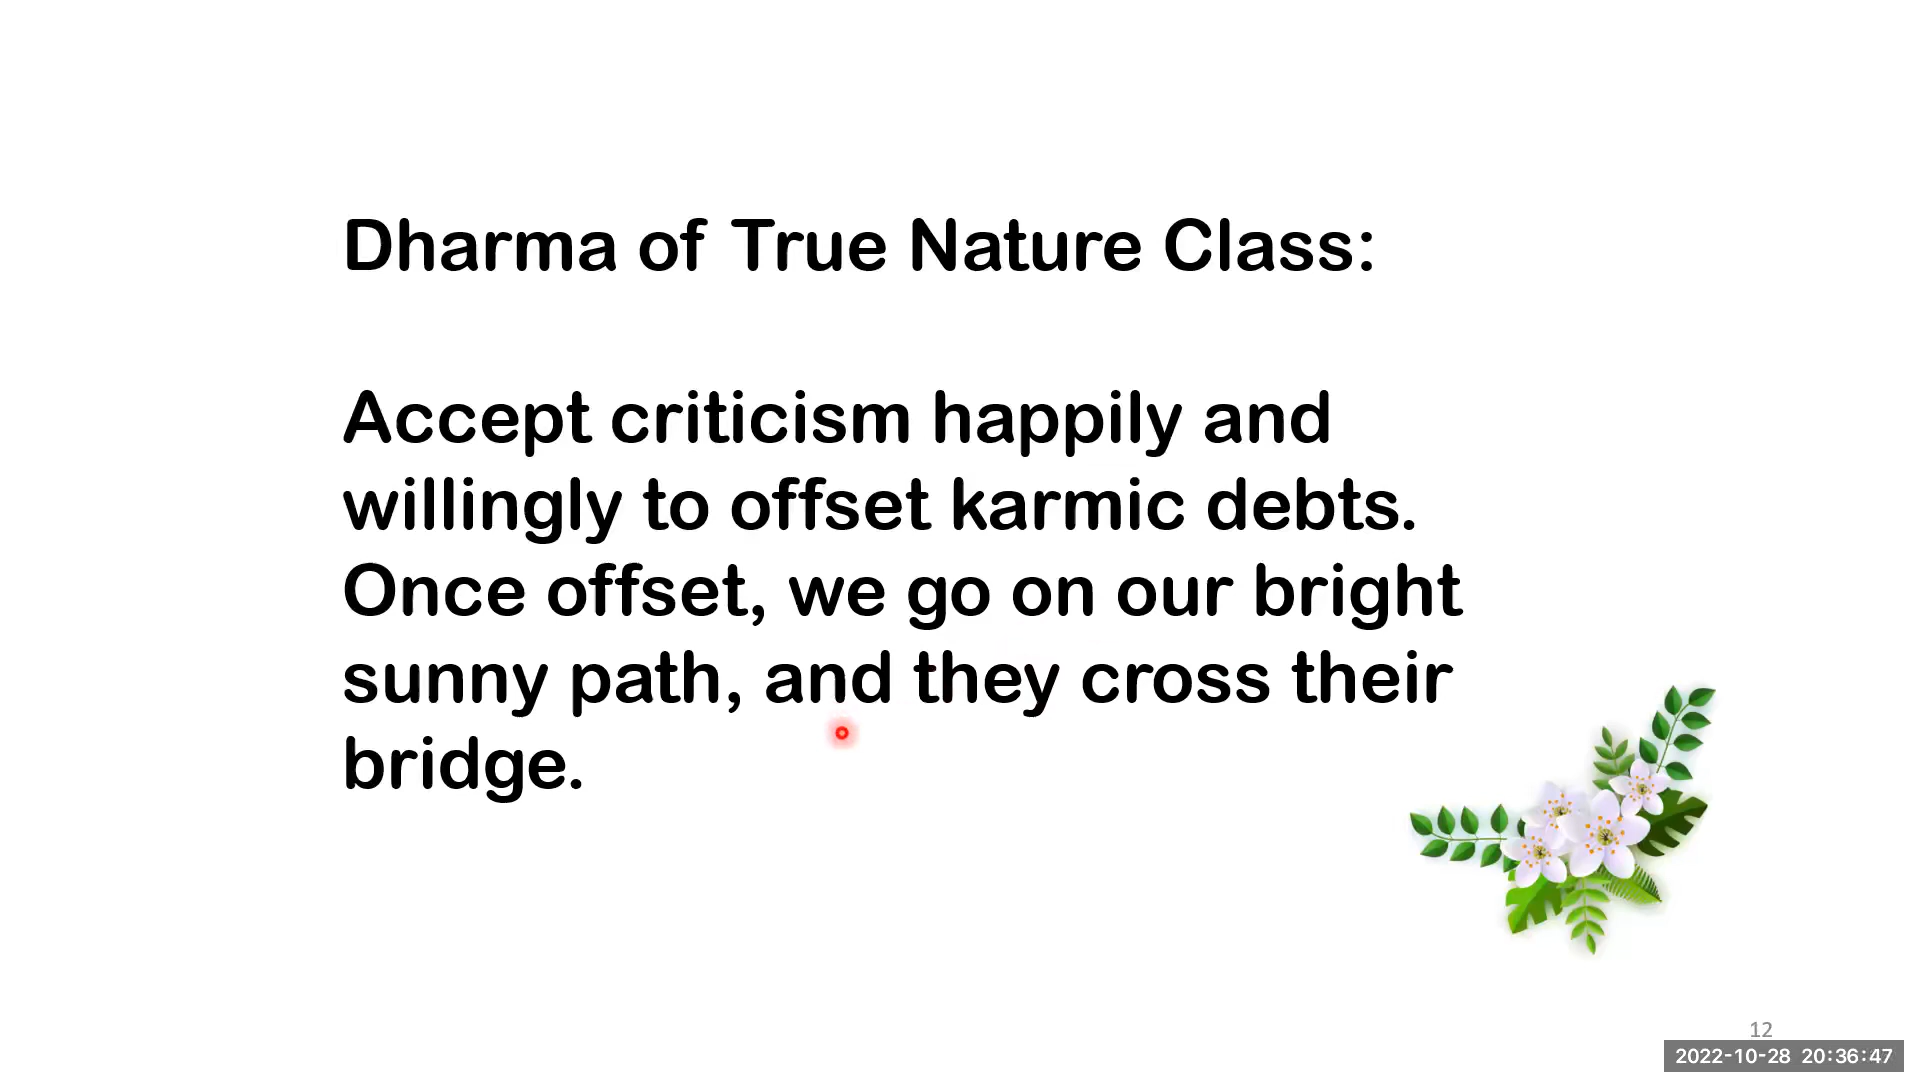 Dharma of True Nature Class:
Accept criticism happily and
willingly to offset karmic debts.
Once offset, we go on our bright
sunny path, and they cross their
bridge.
12
2022-10-28 20:36:47